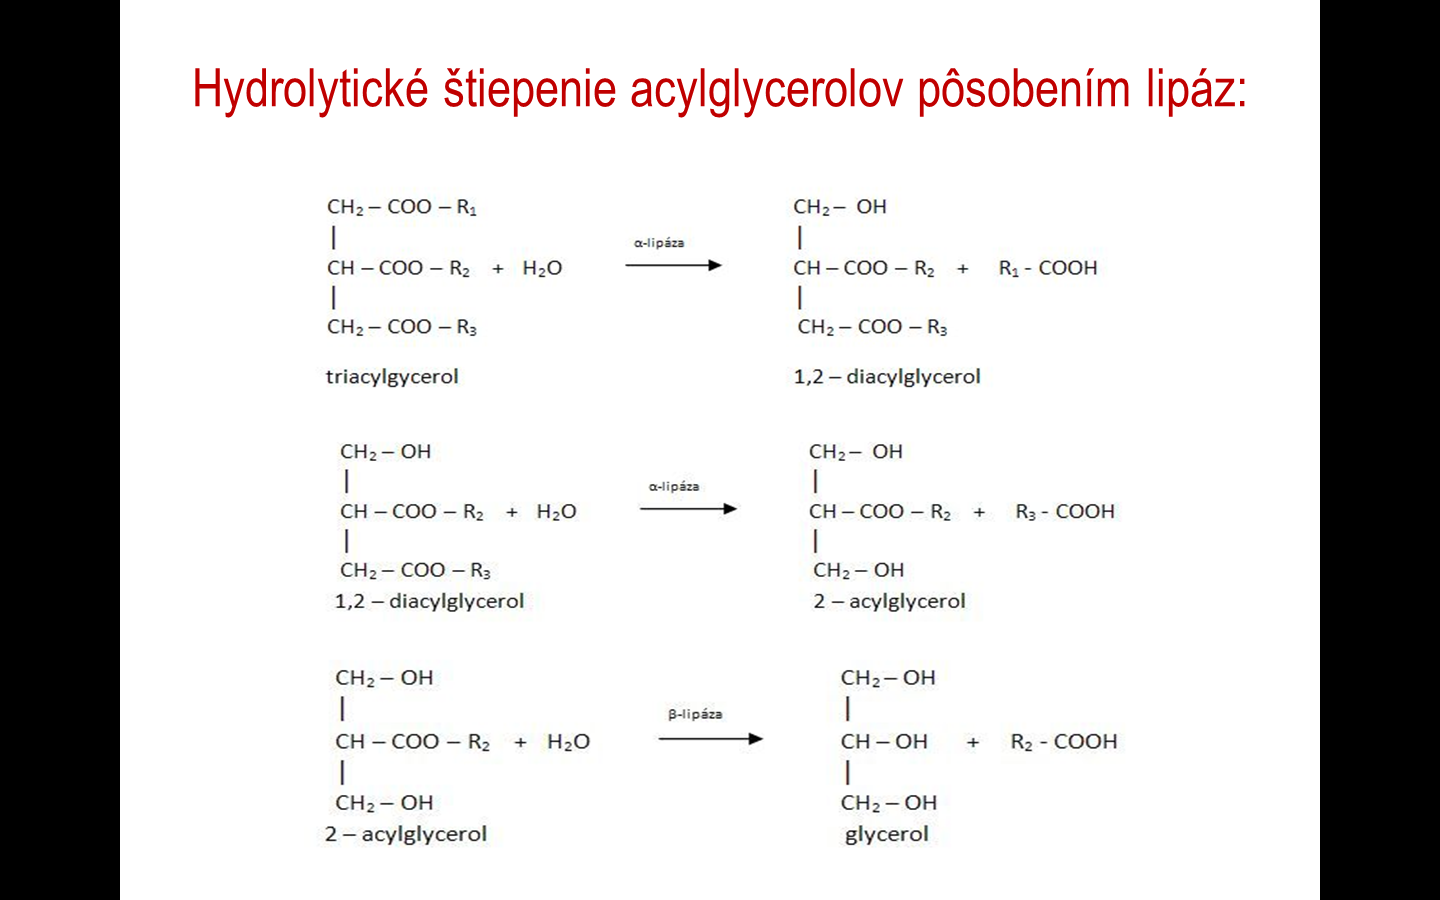 Hydrolytické štiepenie acylglycerolov pôsobením lipáz:
CH₂ – COO – R₁ CH₂ – OH
|  |
α-lipáza
CH – COO – R₂ + H₂O CH – COO – R₂ + R₁ - COOH
|  |
CH₂ – COO – R₃ CH₂ – COO – R₃
triacylgycerol 1,2 – diacylglycerol
CH₂ – OH CH₂ – OH
|  |
α-lipáza
CH – COO – R₂ + H₂O CH – COO – R₂ + R₃ - COOH
|  |
CH₂ – COO – R₃ CH₂ – OH
1,2 – diacylglycerol 2 – acylglycerol
CH₂ – OH CH₂ – OH
|  |
β-lipáza
CH – COO – R₂ + H₂O CH – OH + R₂ - COOH
|  |
CH₂ – OH CH₂ – OH
2 – acylglycerol glycerol